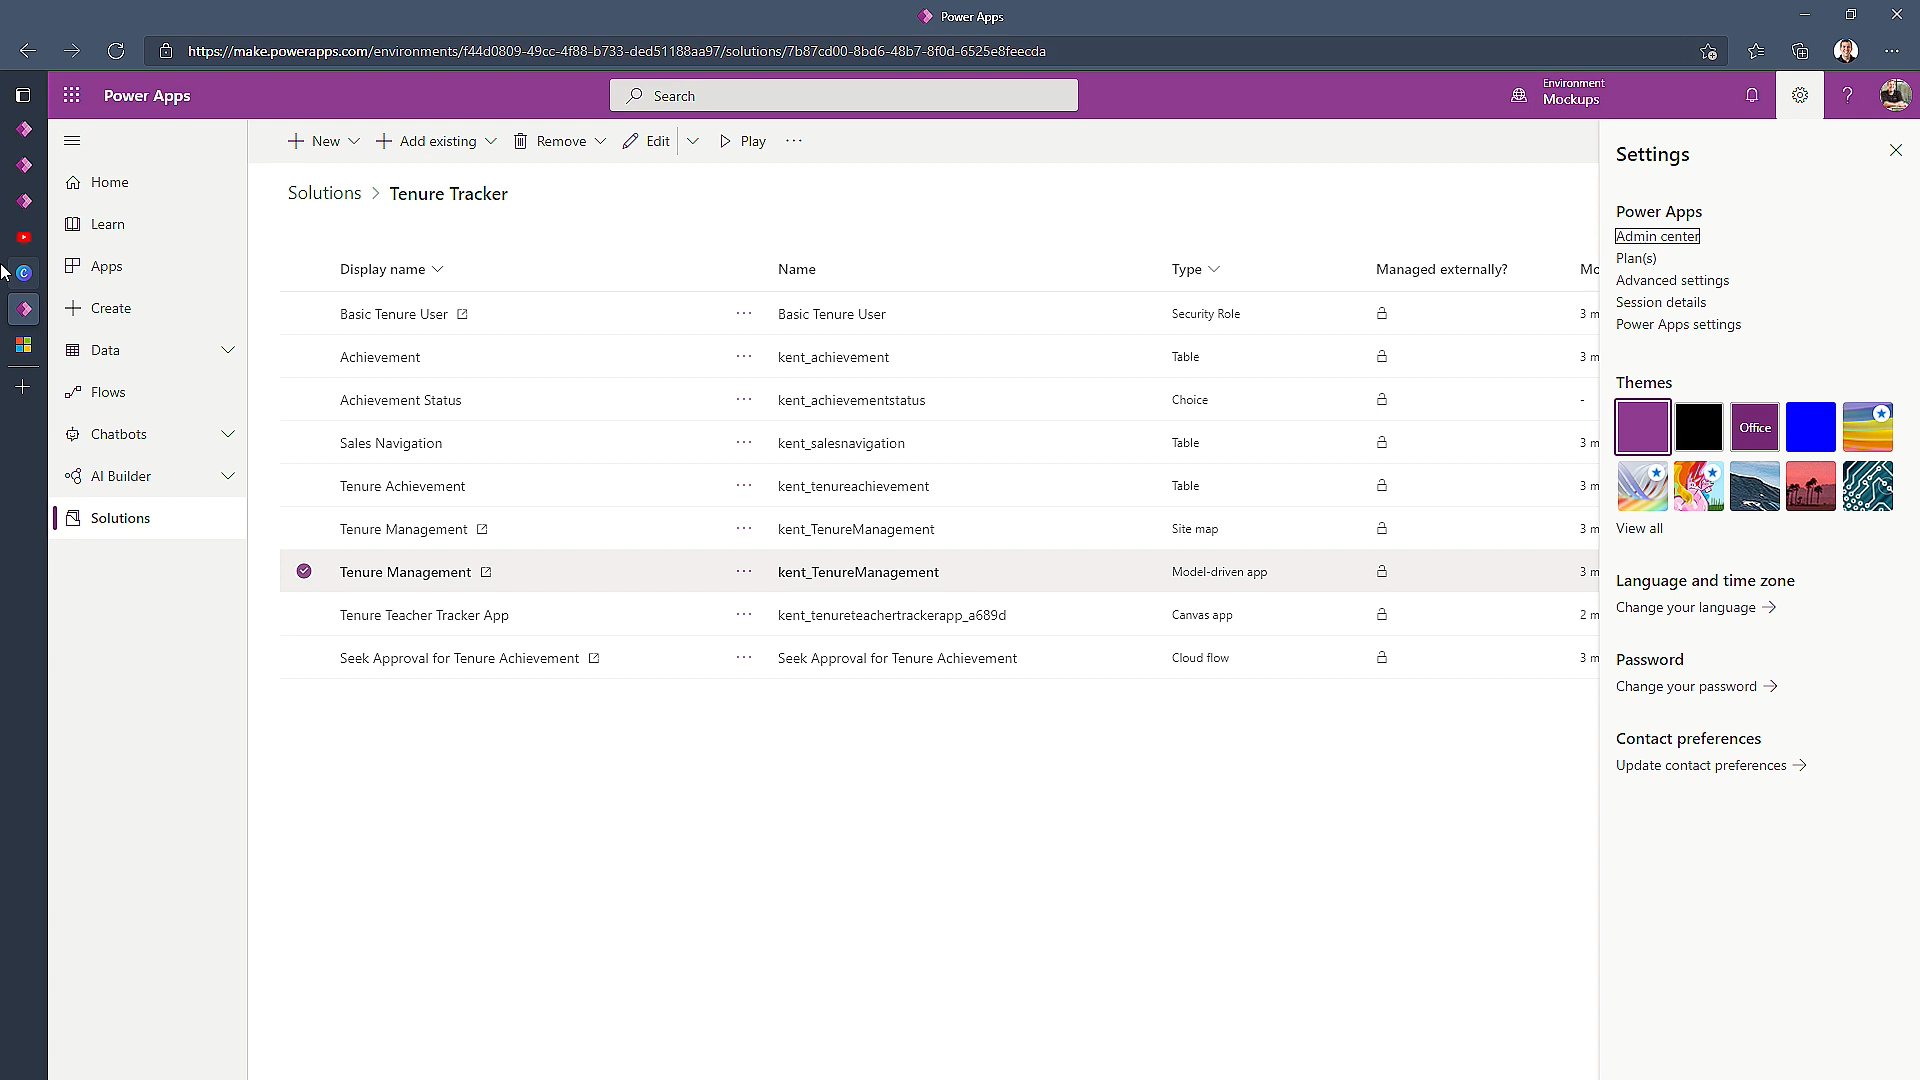 Power Apps
https://make.powerapps.com/environments/f44d0809-49cc-4f88-b733-ded51188aa97/solutions/7b87cd00-8bd6-48b7-8f0d-6525e8feecda
Power Apps
Search
Environment
Mockups
New
Add existing
Remove
Edit
Play
Home
Learn
Apps
Create
Data
Flows
Chatbots
AI Builder
Solutions
Solutions > Tenure Tracker
Display name Name Type Managed externally? Mo
Basic Tenure User Basic Tenure User Security Role 3 m
Achievement kent_achievement Table 3 m
Achievement Status kent_achievementstatus Choice -
Sales Navigation kent_salesnavigation Table 3 m
Tenure Achievement kent_tenureachievement Table 3 m
Tenure Management kent_TenureManagement Site map 3 m
Tenure Management kent_TenureManagement Model-driven app 3 m
Tenure Teacher Tracker App kent_tenureteachertrackerapp_a689d Canvas app 2 m
Seek Approval for Tenure Achievement Seek Approval for Tenure Achievement Cloud flow 3 m
Settings
Power Apps
Admin center
Plan(s)
Advanced settings
Session details
Power Apps settings
Themes
Office
View all
Language and time zone
Change your language
Password
Change your password
Contact preferences
Update contact preferences